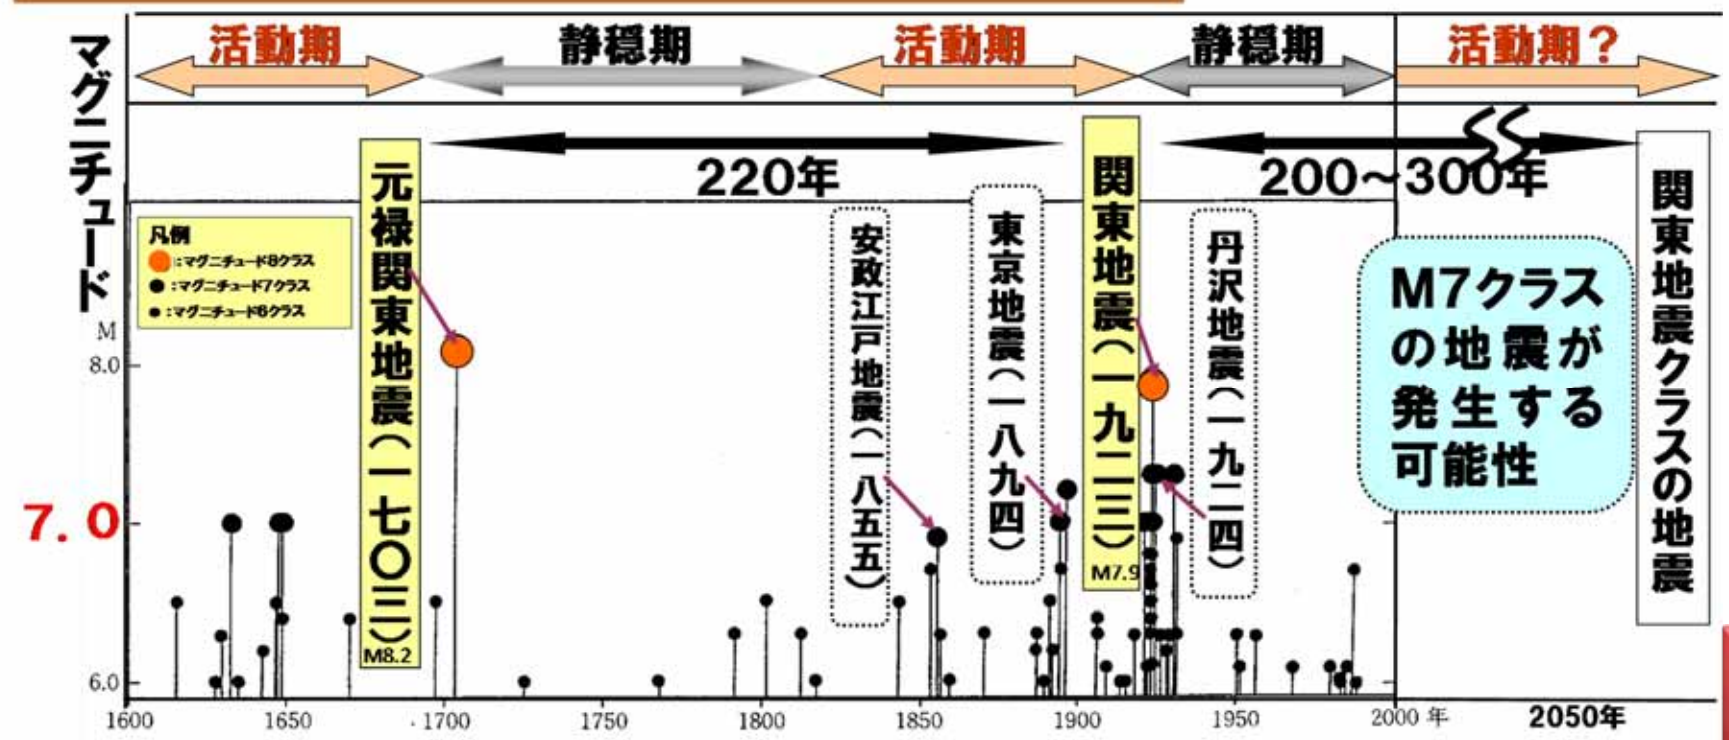 マグニチュード
活動期
静穏期
活動期
静穏期
活動期？
220年
200～300年
凡例
：マグニチュード8クラス
：マグニチュード7クラス
：マグニチュード6クラス
元禄関東地震（一七〇三）
M8.2
安政江戸地震（一八五五）
東京地震（一八九四）
関東地震（一九二三）
M7.9
丹沢地震（一九二四）
M7クラス
の地震が
発生する
可能性
関東地震クラスの地震
M
8.0
7.0
6.0
1600
1650
1700
1750
1800
1850
1900
1950
2000 年
2050年